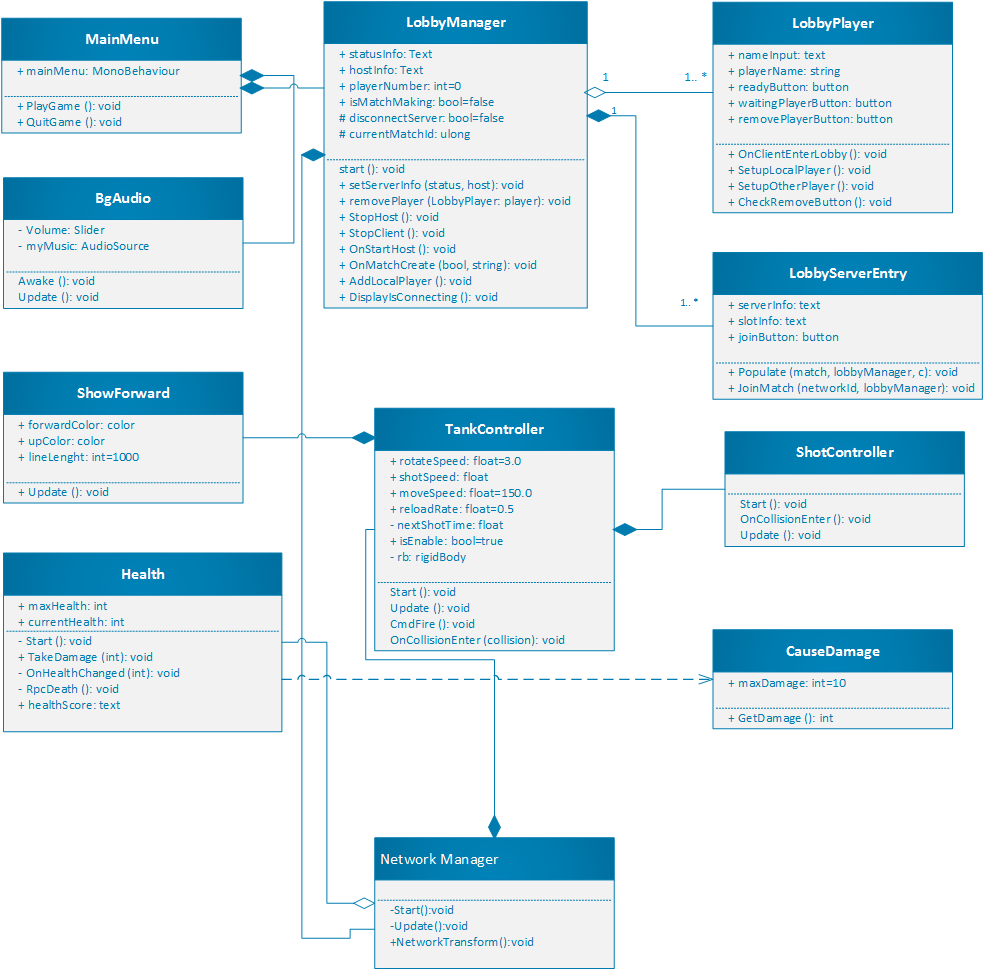 MainMenu
+ mainMenu: MonoBehaviour
+ PlayGame (): void
+ QuitGame (): void
BgAudio
- Volume: Slider
- myMusic: AudioSource
Awake (): void
Update (): void
LobbyManager
+ statusInfo: Text
+ hostInfo: Text
+ playerNumber: int=0
+ isMatchMaking: bool=false
# disconnectServer: bool=false
# currentMatchId: ulong
start (): void
+ setServerInfo (status, host): void
+ removePlayer (LobbyPlayer: player): void
+ StopHost (): void
+ StopClient (): void
+ OnStartHost (): void
+ OnMatchCreate (bool, string): void
+ AddLocalPlayer (): void
+ DisplayIsConnecting (): void
1
1.. *
1
1.. *
LobbyPlayer
+ nameInput: text
+ playerName: string
+ readyButton: button
+ waitingPlayerButton: button
+ removePlayerButton: button
+ OnClientEnterLobby (): void
+ SetupLocalPlayer (): void
+ SetupOtherPlayer (): void
+ CheckRemoveButton (): void
LobbyServerEntry
+ serverInfo: text
+ slotInfo: text
+ joinButton: button
+ Populate (match, lobbyManager, c): void
+ JoinMatch (networkId, lobbyManager): void
ShowForward
+ forwardColor: color
+ upColor: color
+ lineLenght: int=1000
+ Update (): void
TankController
+ rotateSpeed: float=3.0
+ shotSpeed: float
+ moveSpeed: float=150.0
+ reloadRate: float=0.5
- nextShotTime: float
+ isEnable: bool=true
- rb: rigidBody
Start (): void
Update (): void
CmdFire (): void
OnCollisionEnter (collision): void
ShotController
Start (): void
OnCollisionEnter (): void
Update (): void
Health
+ maxHealth: int
+ currentHealth: int
- Start (): void
+ TakeDamage (int): void
- OnHealthChanged (int): void
- RpcDeath (): void
+ healthScore: text
CauseDamage
+ maxDamage: int=10
+ GetDamage (): int
Network Manager
-Start():void
-Update():void
+NetworkTransform():void